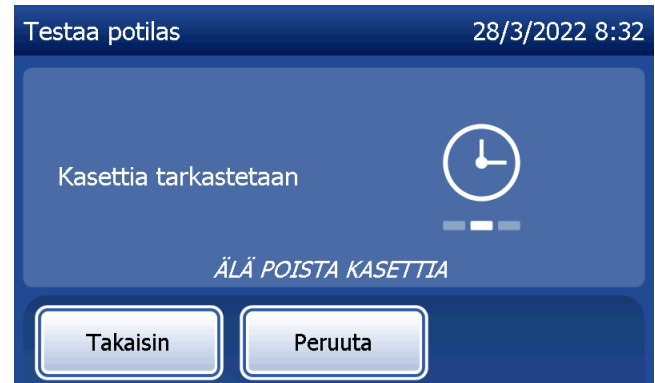 Testaa potilas 28/3/2022 8:32
Kasettia tarkastetaan
ÄLÄ POISTA KASETTIA
Takaisin Peruuta